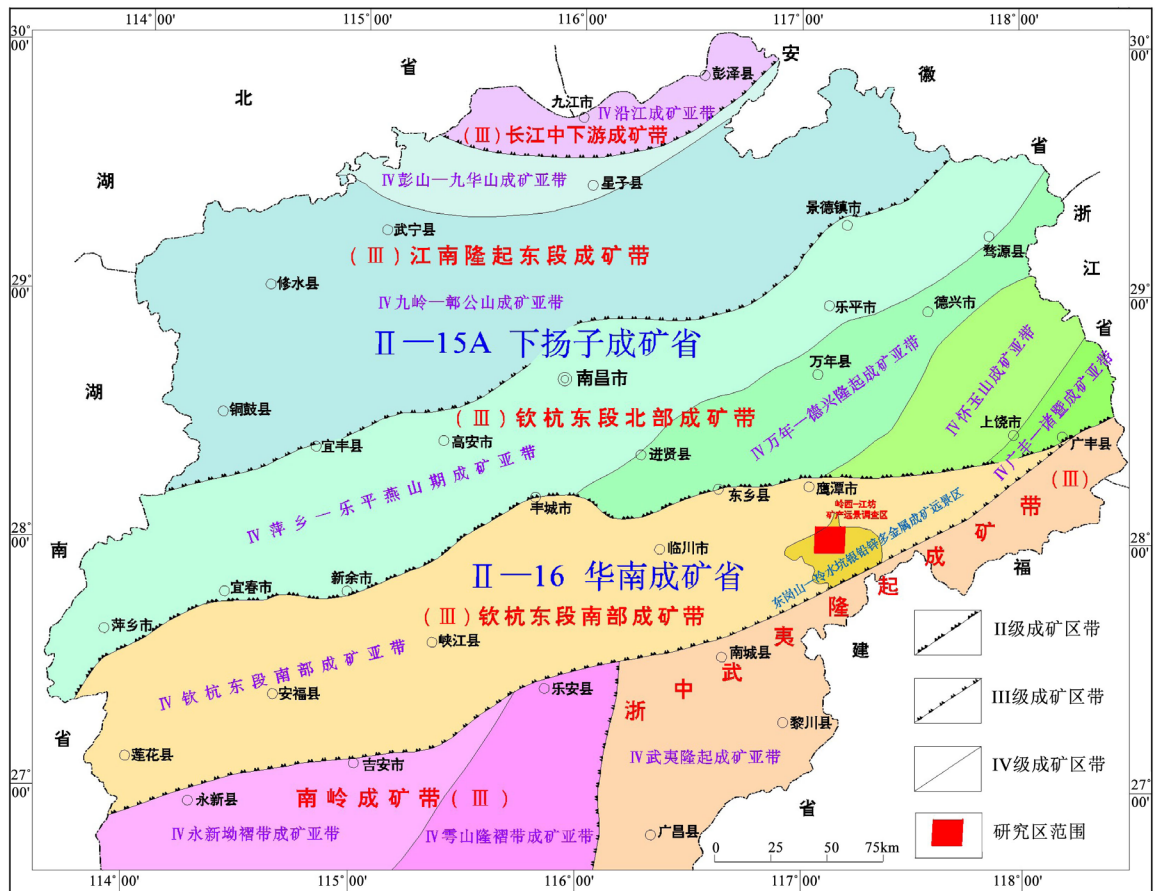 114°00'
115°00'
116°00'
117°00'
118°00'
30°
00'
30°
00'
安
省
徽
北
彭泽县
九江市
IV沿江成矿亚带
(III)长江中下游成矿带
省
湖
IV彭山—九华山成矿亚带
星子县
浙
景德镇市
武宁县
婺源县
(III)江南隆起东段成矿带
江
29°
00'
29°
00'
修水县
IV九岭—鄣公山成矿亚带
乐平市
德兴市
省
II—15A 下扬子成矿省
万年县
南昌市
湖
铜鼓县
(III)钦杭东段北部成矿带
IV万年—德兴隆起成矿亚带
IV怀玉山成矿亚带
IV广丰—诸暨成矿亚带
上饶市
广丰县
宜丰县
高安市
进贤县
IV萍乡—乐平燕山期成矿亚带
丰城市
东乡县
鹰潭市
(III)
岭西—江坊
矿产远景调查区
28°
00'
28°
00'
南
临川市
东岗山—冷水坑银铅锌多金属成矿远景区
福
宜春市
新余市
II—16 华南成矿省
(III)钦杭东段南部成矿带
萍乡市
峡江县
浙中武夷隆起成矿带
南城县
建
II级成矿区带
IV钦杭东段南部成矿亚带
安福县
乐安县
III级成矿区带
黎川县
省
莲花县
吉安市
IV武夷隆起成矿亚带
IV级成矿区带
27°
00'
27°
00'
永新县
南岭成矿带(III)
省
IV永新坳褶带成矿亚带
IV雩山隆褶带成矿亚带
广昌县
研究区范围
0 25 50 75km
114°00'
115°00'
116°00'
117°00'
118°00'